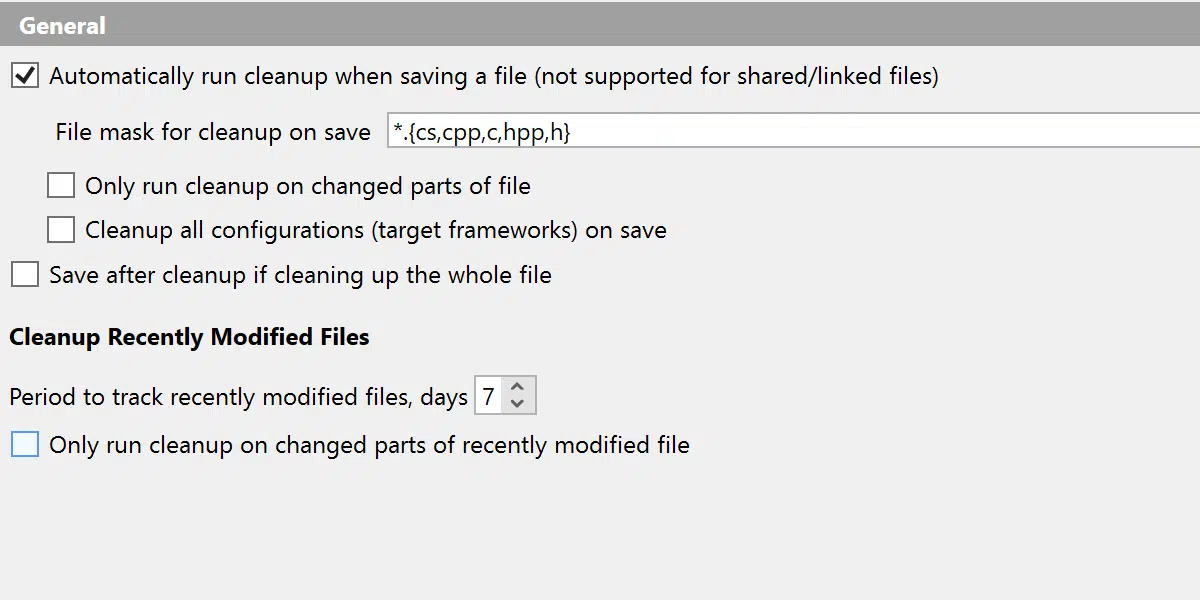 General
Automatically run cleanup when saving a file (not supported for shared/linked files)
File mask for cleanup on save *.{cs,cpp,c,hpp,h}
Only run cleanup on changed parts of file
Cleanup all configurations (target frameworks) on save
Save after cleanup if cleaning up the whole file
Cleanup Recently Modified Files
Period to track recently modified files, days 7
Only run cleanup on changed parts of recently modified file